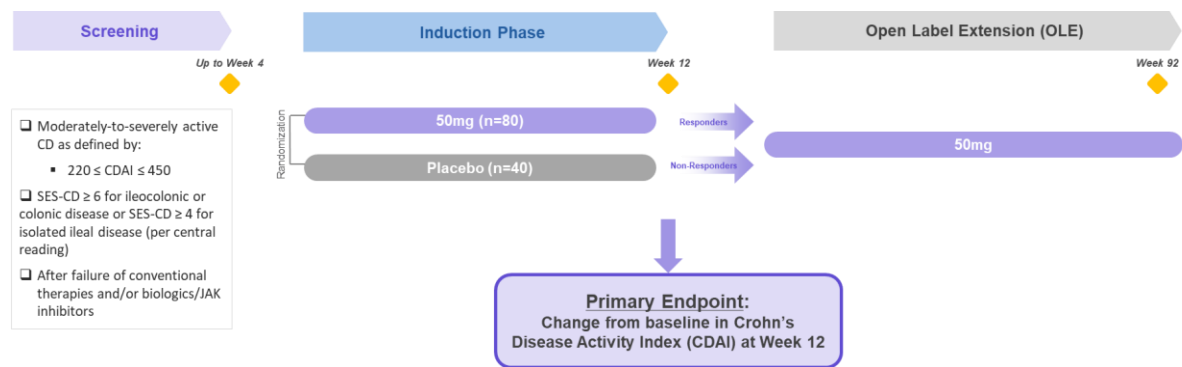 Screening
Induction Phase
Open Label Extension (OLE)
Up to Week 4
Week 12
Week 92
❑ Moderately-to-severely active
CD as defined by:
▪ 220 ≤ CDAI ≤ 450
❑ SES-CD ≥ 6 for ileocolonic or
colonic disease or SES-CD ≥ 4 for
isolated ileal disease (per central
reading)
❑ After failure of conventional
therapies and/or biologics/JAK
inhibitors
Randomization
50mg (n=80)
Placebo (n=40)
Responders
Non-Responders
50mg
Primary Endpoint:
Change from baseline in Crohn's
Disease Activity Index (CDAI) at Week 12